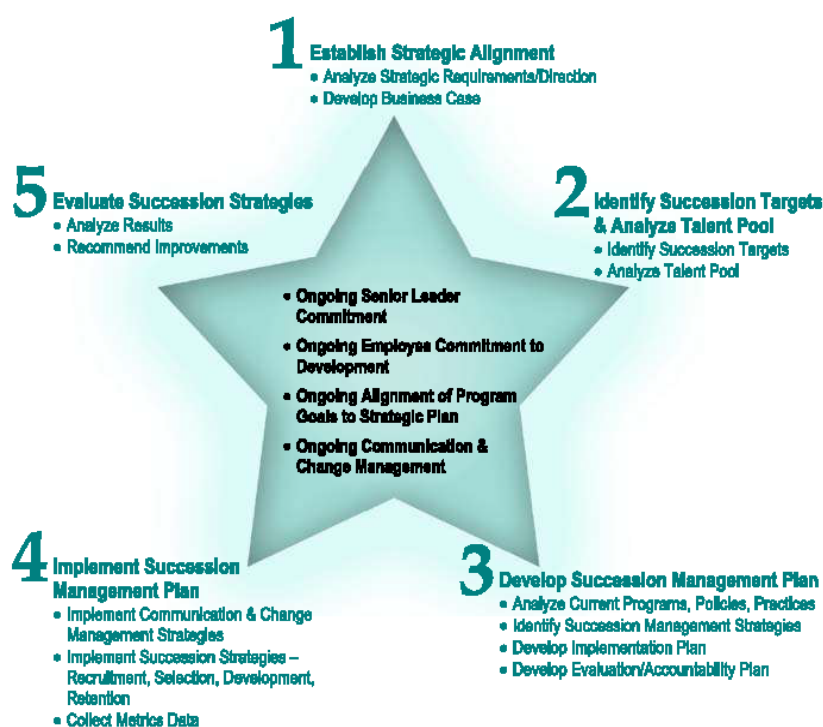 1 Establish Strategic Alignment
• Analyze Strategic Requirements/Direction
• Develop Business Case
5 Evaluate Succession Strategies
• Analyze Results
• Recommend Improvements
2 Identify Succession Targets
& Analyze Talent Pool
• Identify Succession Targets
• Analyze Talent Pool
• Ongoing Senior Leader
Commitment
• Ongoing Employee Commitment to
Development
• Ongoing Alignment of Program
Goals to Strategic Plan
• Ongoing Communication &
Change Management
4 Implement Succession
Management Plan
• Implement Communication & Change
Management Strategies
• Implement Succession Strategies –
Recruitment, Selection, Development,
Retention
• Collect Metrics Data
3 Develop Succession Management Plan
• Analyze Current Programs, Policies, Practices
• Identify Succession Management Strategies
• Develop Implementation Plan
• Develop Evaluation/Accountability Plan